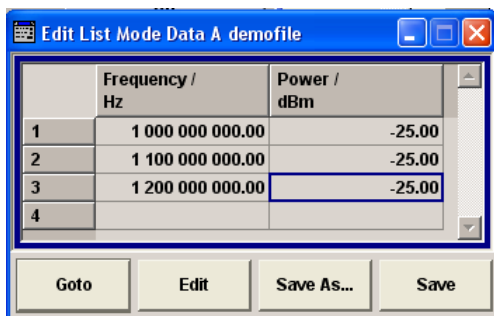 Edit List Mode Data A demofile
Frequency / Hz Power / dBm
1 1 000 000 000.00 -25.00
2 1 100 000 000.00 -25.00
3 1 200 000 000.00 -25.00
4
Goto Edit Save As... Save